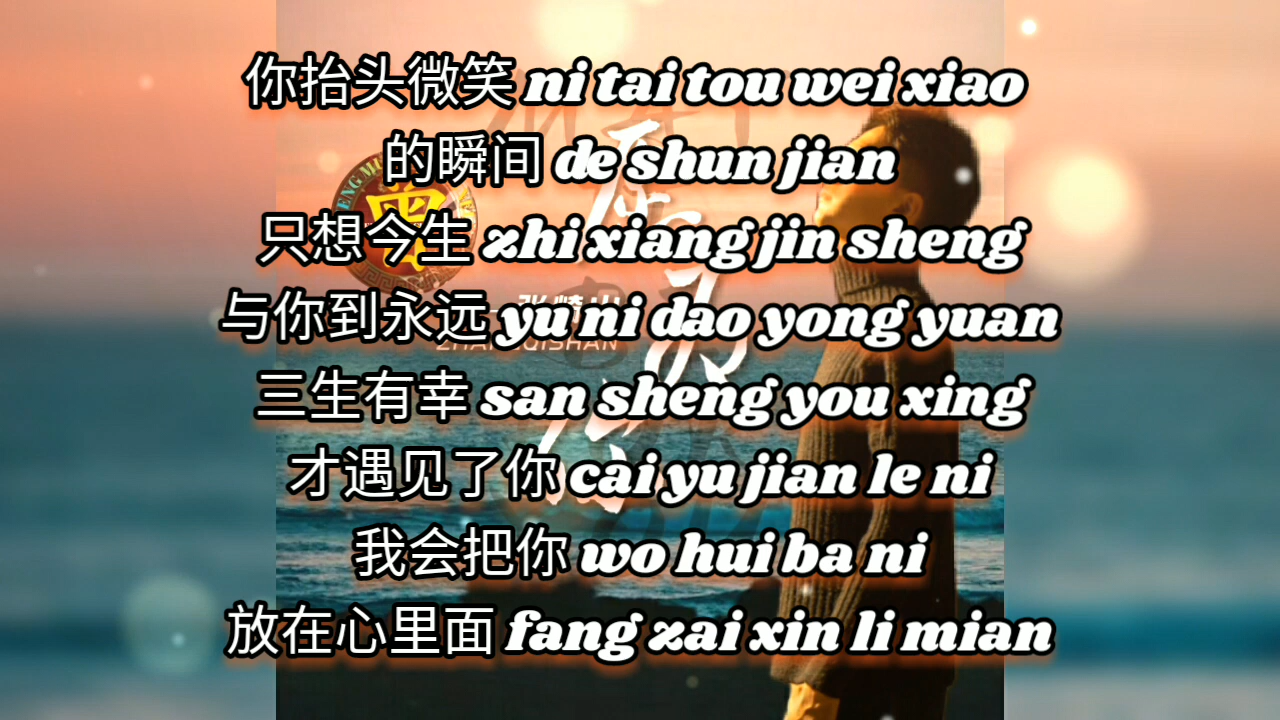 你抬头微笑 ni tai tou wei xiao
的瞬间 de shun jian
只想今生 zhi xiang jin sheng
与你到永远 yu ni dao yong yuan
三生有幸 san sheng you xing
才遇见了你 cai yu jian le ni
我会把你 wo hui ba ni
放在心里面 fang zai xin li mian